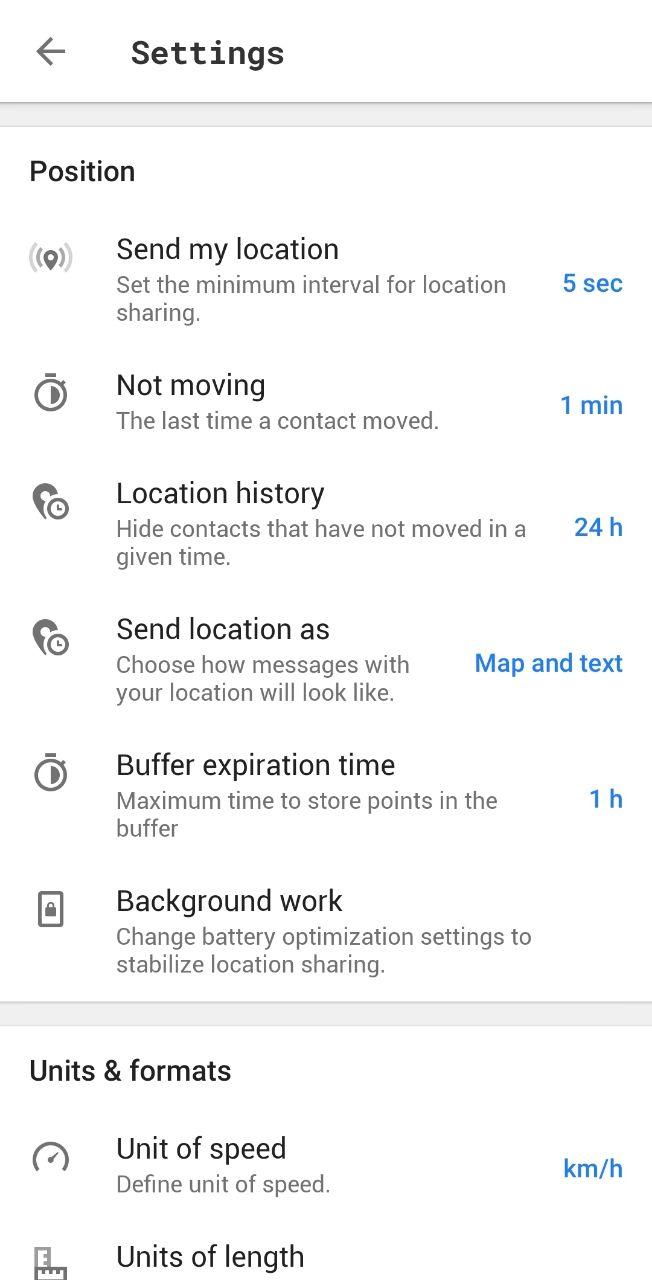 Settings
Position
Send my location
Set the minimum interval for location
sharing.
5 sec
Not moving
The last time a contact moved.
1 min
Location history
Hide contacts that have not moved in a
given time.
24 h
Send location as
Choose how messages with
your location will look like.
Map and text
Buffer expiration time
Maximum time to store points in the
buffer
1 h
Background work
Change battery optimization settings to
stabilize location sharing.
Units & formats
Unit of speed
Define unit of speed.
km/h
Units of length